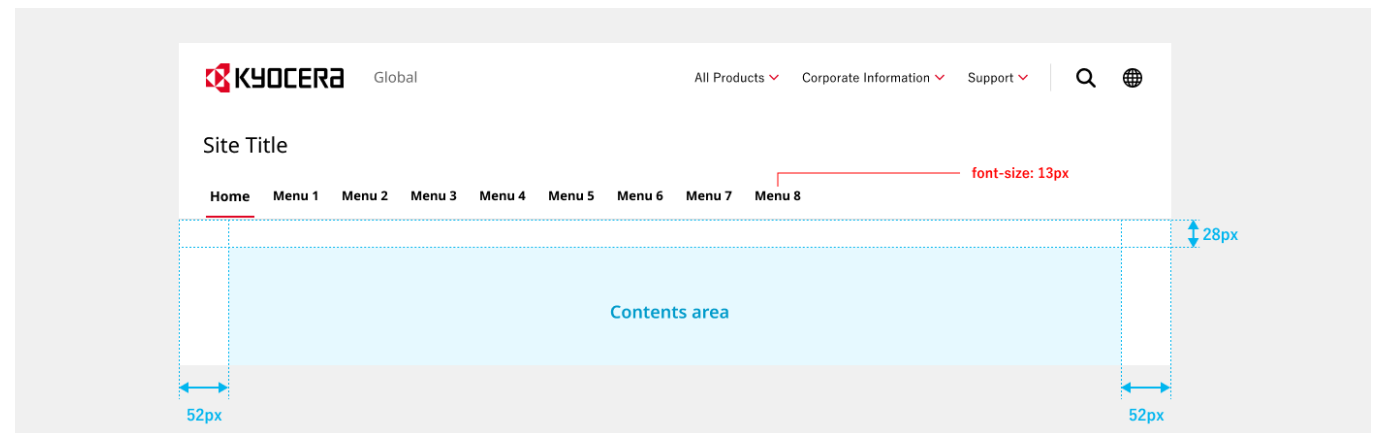 KYOCERA Global All Products Corporate Information Support
Site Title
font-size: 13px
Home Menu 1 Menu 2 Menu 3 Menu 4 Menu 5 Menu 6 Menu 7 Menu 8
28px
Contents area
52px 52px